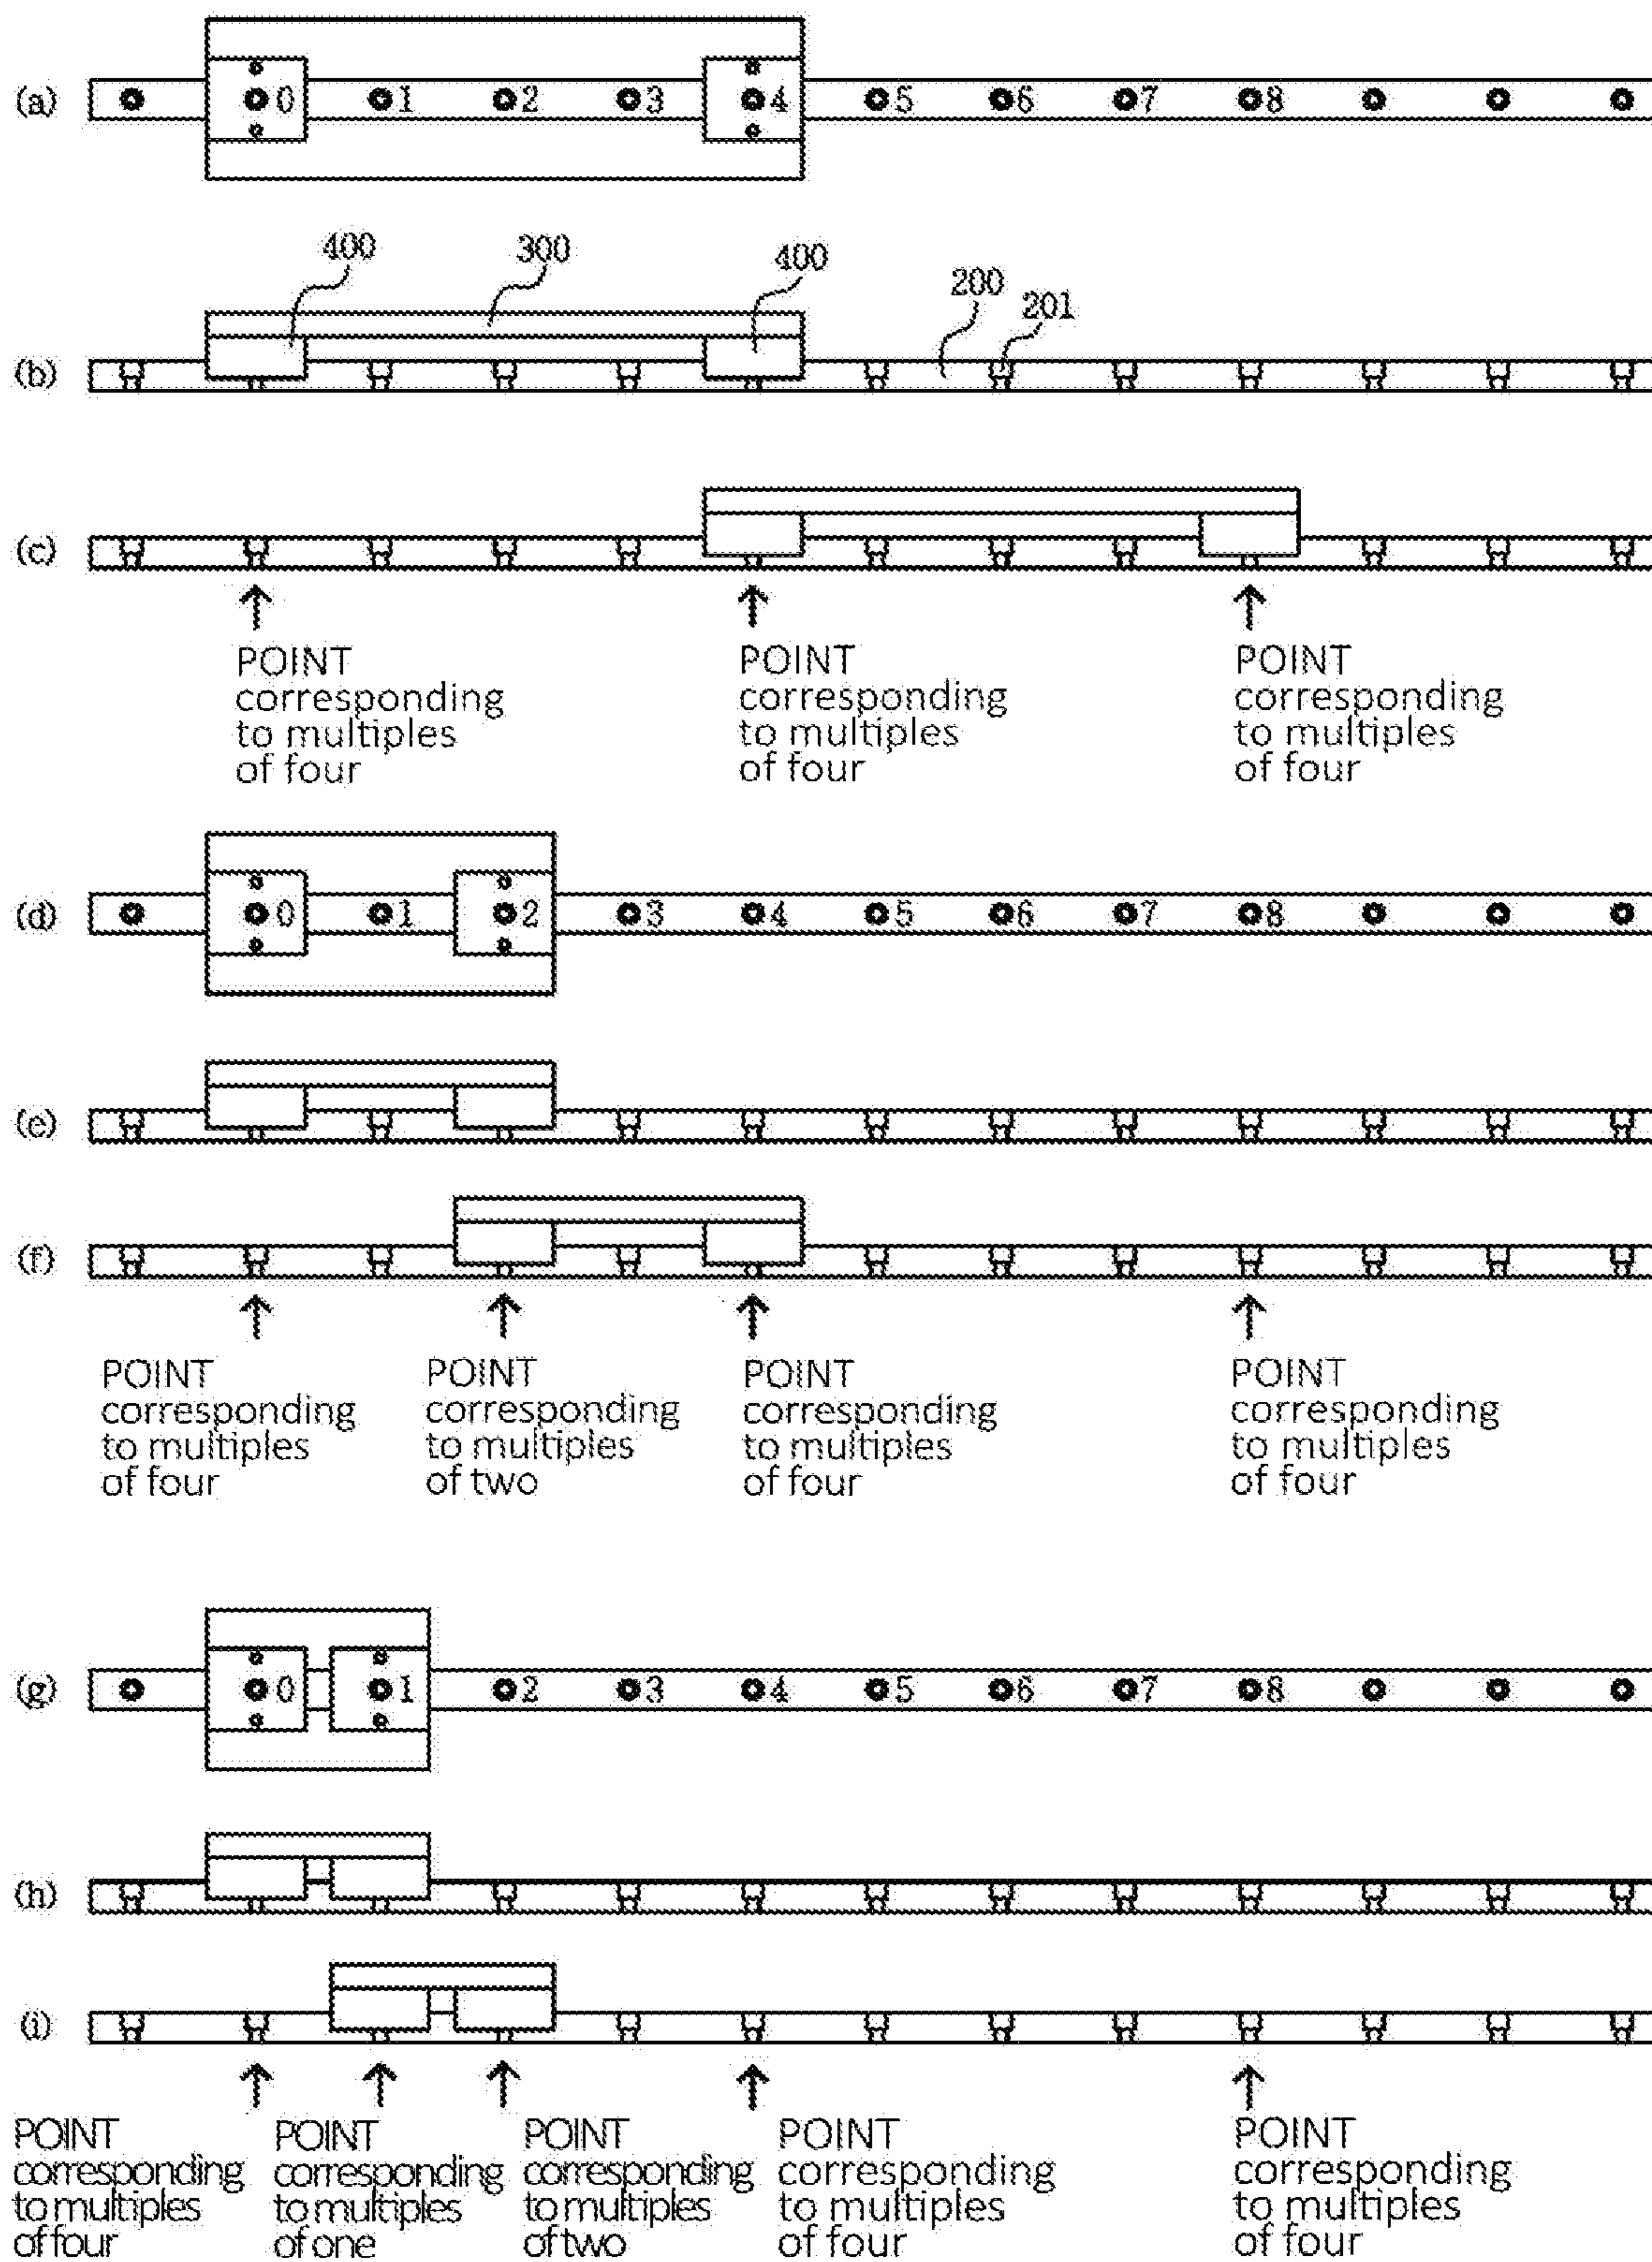 (a) 0 1 2 3 4 5 6 7 8
400 300 400 200 201
(b)
(c)
POINT corresponding to multiples of four
POINT corresponding to multiples of four
POINT corresponding to multiples of four
(d) 0 1 2 3 4 5 6 7 8
(e)
(f)
POINT
corresponding
to multiples
of four
POINT
corresponding
to multiples
of two
POINT
corresponding
to multiples
of four
POINT
corresponding
to multiples
of four
(g) 0 1 2 3 4 5 6 7 8
(h)
(i)
POINT
corresponding
to multiples
of four
POINT
corresponding
to multiples
of one
POINT
corresponding
to multiples
of two
POINT
corresponding
to multiples
of four
POINT
corresponding
to multiples
of four